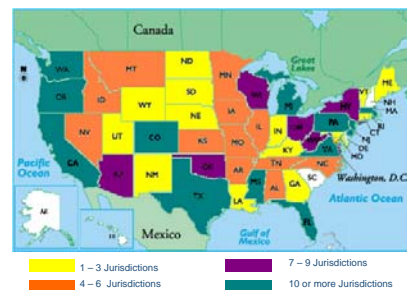 Canada
Great
Lakes
WA
MT
ND
MN
ME
VT
NH
MA
OR
ID
SD
WI
MI
NY
RI
CT
NJ
DE
MD
WY
IA
NE
PA
NV
UT
CO
KS
MO
IL
IN
OH
KY
VA
CA
AZ
NM
OK
AR
TN
NC
SC
Washington, D.C.
TX
LA
MS
AL
GA
FL
Pacific
Ocean
Atlantic Ocean
AK
HI
Mexico
Gulf of
Mexico
1 – 3 Jurisdictions
7 – 9 Jurisdictions
4 – 6 Jurisdictions
10 or more Jurisdictions